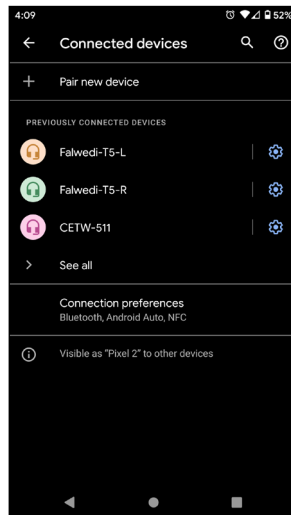 4:09
52%
Connected devices
Pair new device
PREVIOUSLY CONNECTED DEVICES
Falwedi-T5-L
Falwedi-T5-R
CETW-511
See all
Connection preferences
Bluetooth, Android Auto, NFC
Visible as "Pixel 2" to other devices